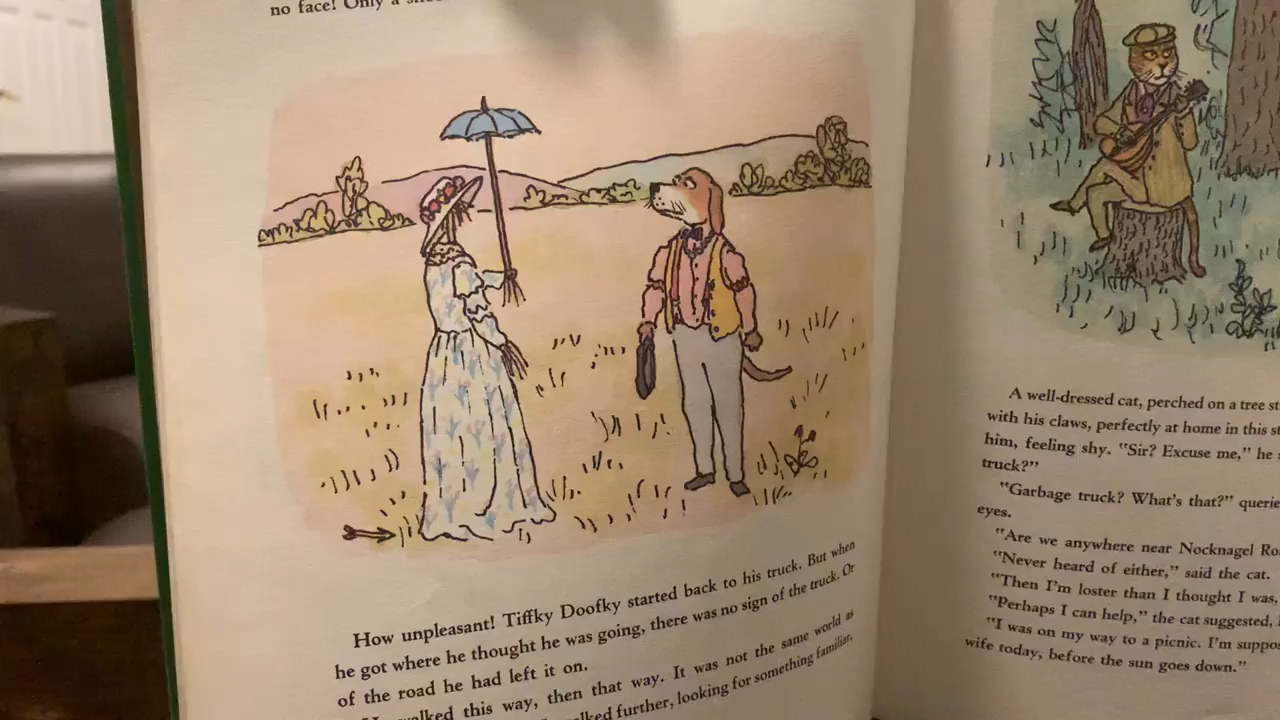 no face! Only a
How unpleasant! Tiffky Doofky started back to his truck. But when
he got where he thought he was going, there was no sign of the truck. Or
of the road he had left it on.
walked this way, then that way. It was not the same world as
walked further, looking for something familiar.
A well-dressed cat, perched on a tree
with his claws, perfectly at home in this
him, feeling shy. "Sir? Excuse me," he
truck?"
"Garbage truck? What's that?"
eyes.
"Are we anywhere near Nocknagel
"Never heard of either," said the cat.
"Then I'm loster than I thought I was,
"Perhaps I can help," the cat suggested,
"I was on my way to a picnic. I'm
wife today, before the sun goes down."